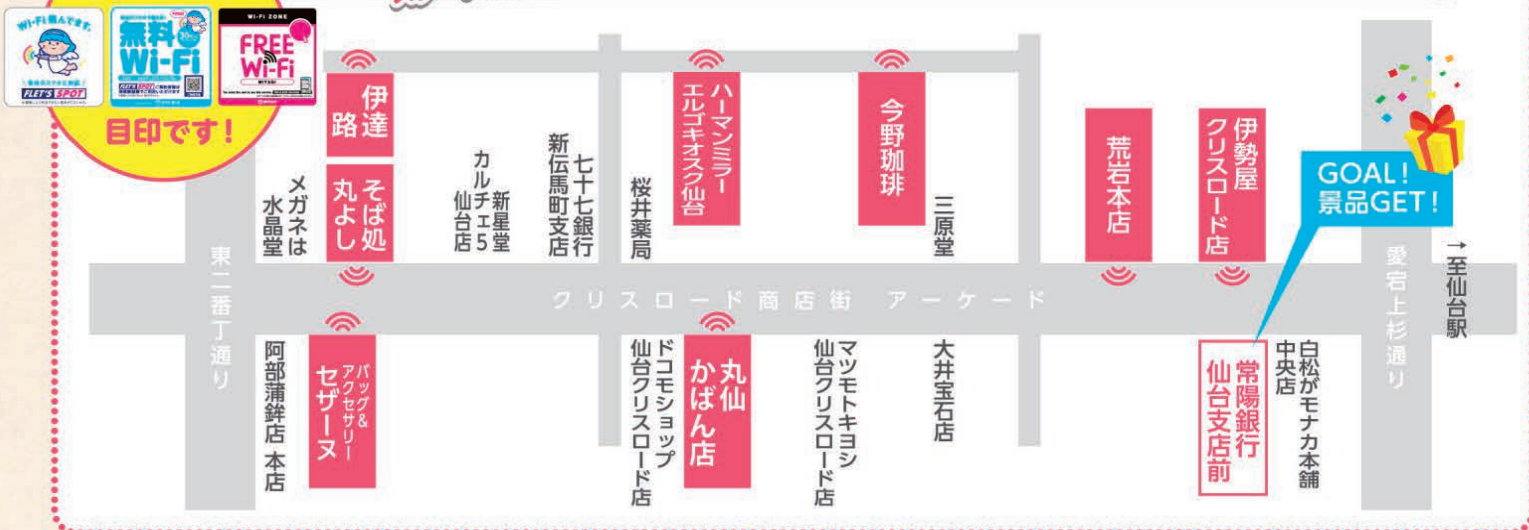 Wi-Fi飛んでます。
FLET'S SPOT
無料
Wi-Fi
FLET'S SPOT
WI-FI ZONE
FREE
Wi-Fi
目印です!
伊達
路
そば処
丸よし
メガネは
水晶堂
新星堂
カルチェ5
仙台店
七十七銀行
新伝馬町支店
桜井薬局
ハーマンミラー
エルゴキオスク仙台
今野珈琲
三原堂
荒岩本店
伊勢屋
クリスロード店
GOAL!
景品GET!
東二番丁通り
クリスロード商店街 アーケード
愛宕上杉通り
→至仙台駅
阿部蒲鉾店 本店
バッグ&
アクセサリー
セザーヌ
ドコモショップ
仙台クリスロード店
丸仙
かばん店
マツモトキヨシ
仙台クリスロード店
大井宝石店
常陽銀行
仙台支店前
白松がモナカ本舗
中央店